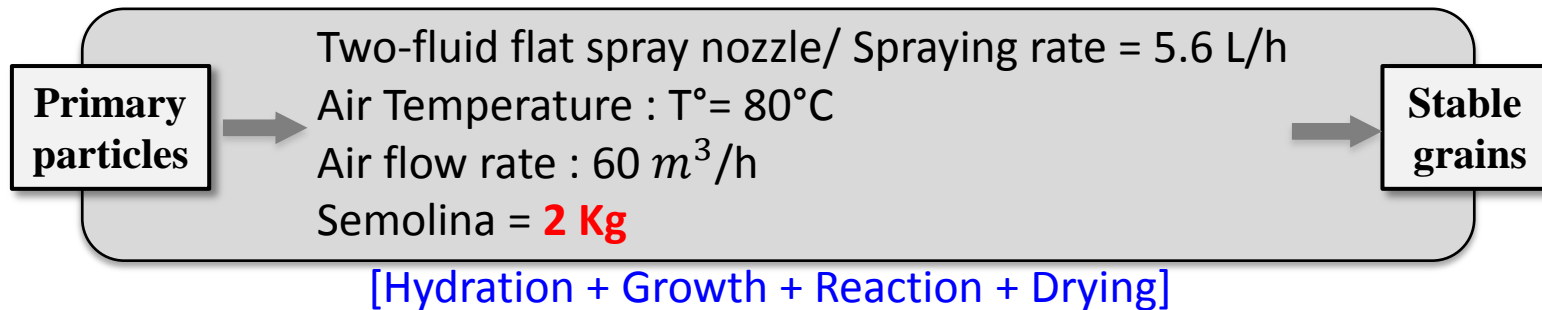 Two-fluid flat spray nozzle/ Spraying rate = 5.6 L/h
Primary particles
Air Temperature : T°= 80°C
Air flow rate : 60 m³/h
Semolina = 2 Kg
Stable grains
[Hydration + Growth + Reaction + Drying]